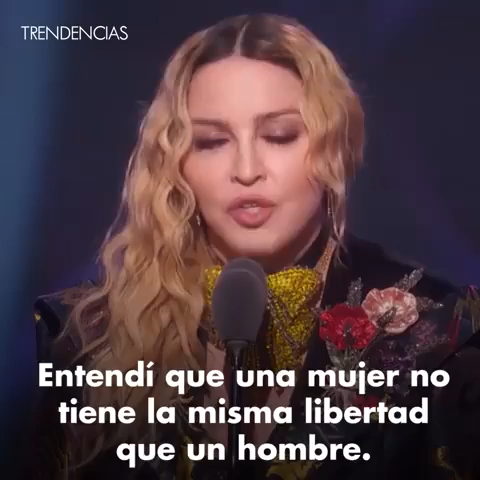 TRENDENCIAS
Entendí que una mujer no
tiene la misma libertad
que un hombre.